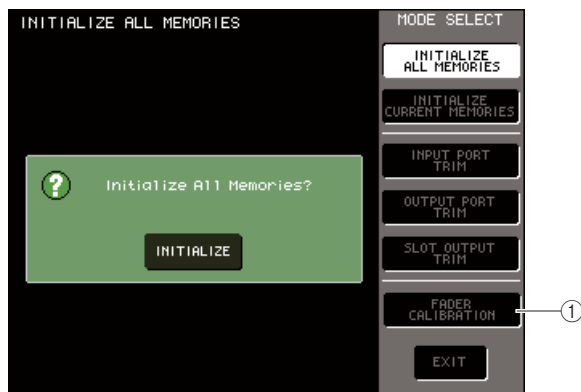 INITIALIZE ALL MEMORIES
MODE SELECT
INITIALIZE
ALL MEMORIES
INITIALIZE
CURRENT MEMORIES
INPUT PORT
TRIM
OUTPUT PORT
TRIM
SLOT OUTPUT
TRIM
FADER
CALIBRATION
EXIT
?
Initialize All Memories?
INITIALIZE
①